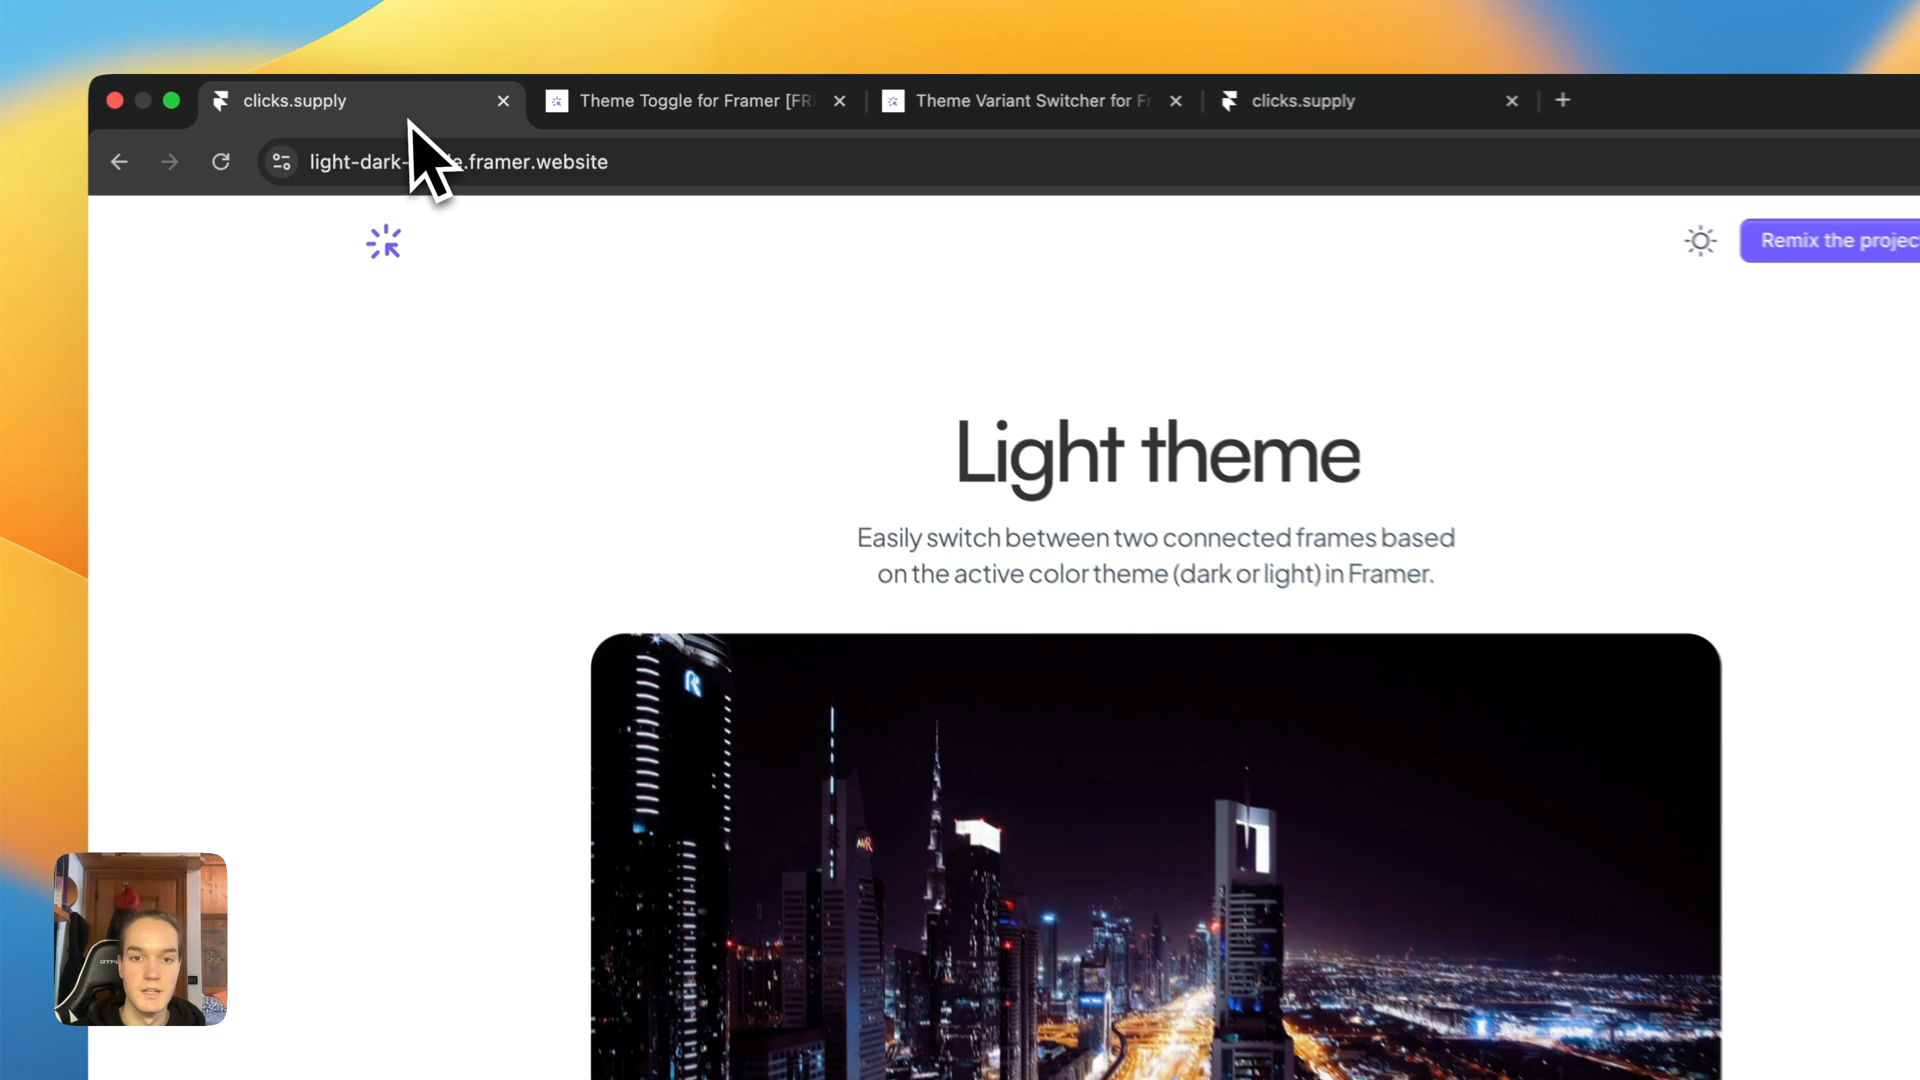 clicks.supply
Theme Toggle for Framer [FR
Theme Variant Switcher for Fr
clicks.supply
light-dark- .framer.website
Remix the project
Light theme
Easily switch between two connected frames based
on the active color theme (dark or light) in Framer.
R